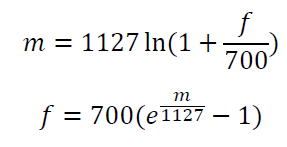 m = 1127 ln(1 + f/700)
f = 700(e^(m/1127) − 1)